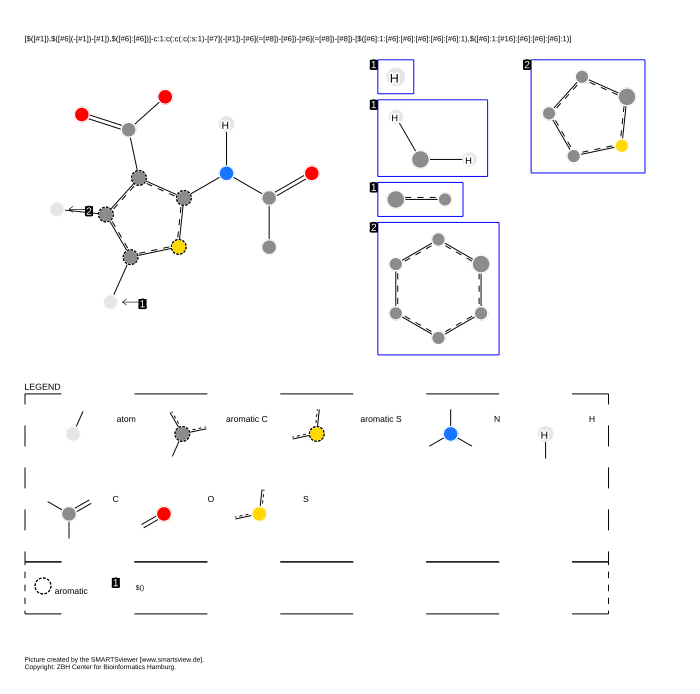 [$([#1]),$([#6](-[#1])-[#1]),$([#6]:[#6])]-c:1:c(:c(:c(:s:1)-[#7](-[#1])-[#6](=[#8])-[#6])-[#6](=[#8])-[#8])-[$([#6]:1:[#6]:[#6]:[#6]:[#6]:[#6]:1),$([#6]:1:[#16]:[#6]:[#6]:[#6]:1)]
1 2
H
H
1
H
H
1
2
2
1
LEGEND
atom aromatic C aromatic S N H
H
C O S
aromatic 1 $()
Picture created by the SMARTSviewer [www.smartsview.de].
Copyright: ZBH Center for Bioinformatics Hamburg.